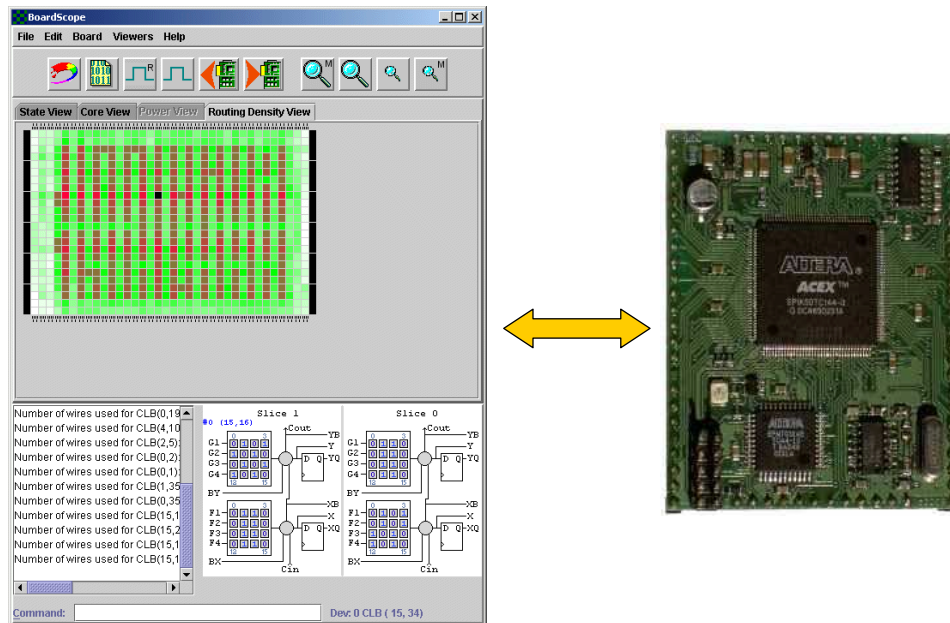 BoardScope
File Edit Board Viewers Help
R M M
State View Core View Power View Routing Density View
Number of wires used for CLB(0,19
Number of wires used for CLB(4,10
Number of wires used for CLB(2,5):
Number of wires used for CLB(0,2):
Number of wires used for CLB(0,1):
Number of wires used for CLB(1,35
Number of wires used for CLB(0,35
Number of wires used for CLB(15,1
Number of wires used for CLB(15,2
Number of wires used for CLB(15,1
Number of wires used for CLB(15,1
Slice 1
#0 (15,16)
Cout
YB
G1
Y
G2
YQ
G3
D Q
G4
BY
XB
F1
X
F2
XQ
F3
D Q
F4
BX
Cin
Slice 0
Cout
YB
G1
Y
G2
YQ
G3
D Q
G4
BY
XB
F1
X
F2
XQ
F3
D Q
F4
BX
Cin
Command:
Dev: 0 CLB ( 15, 34)
ALTERA ®
ACEX ™